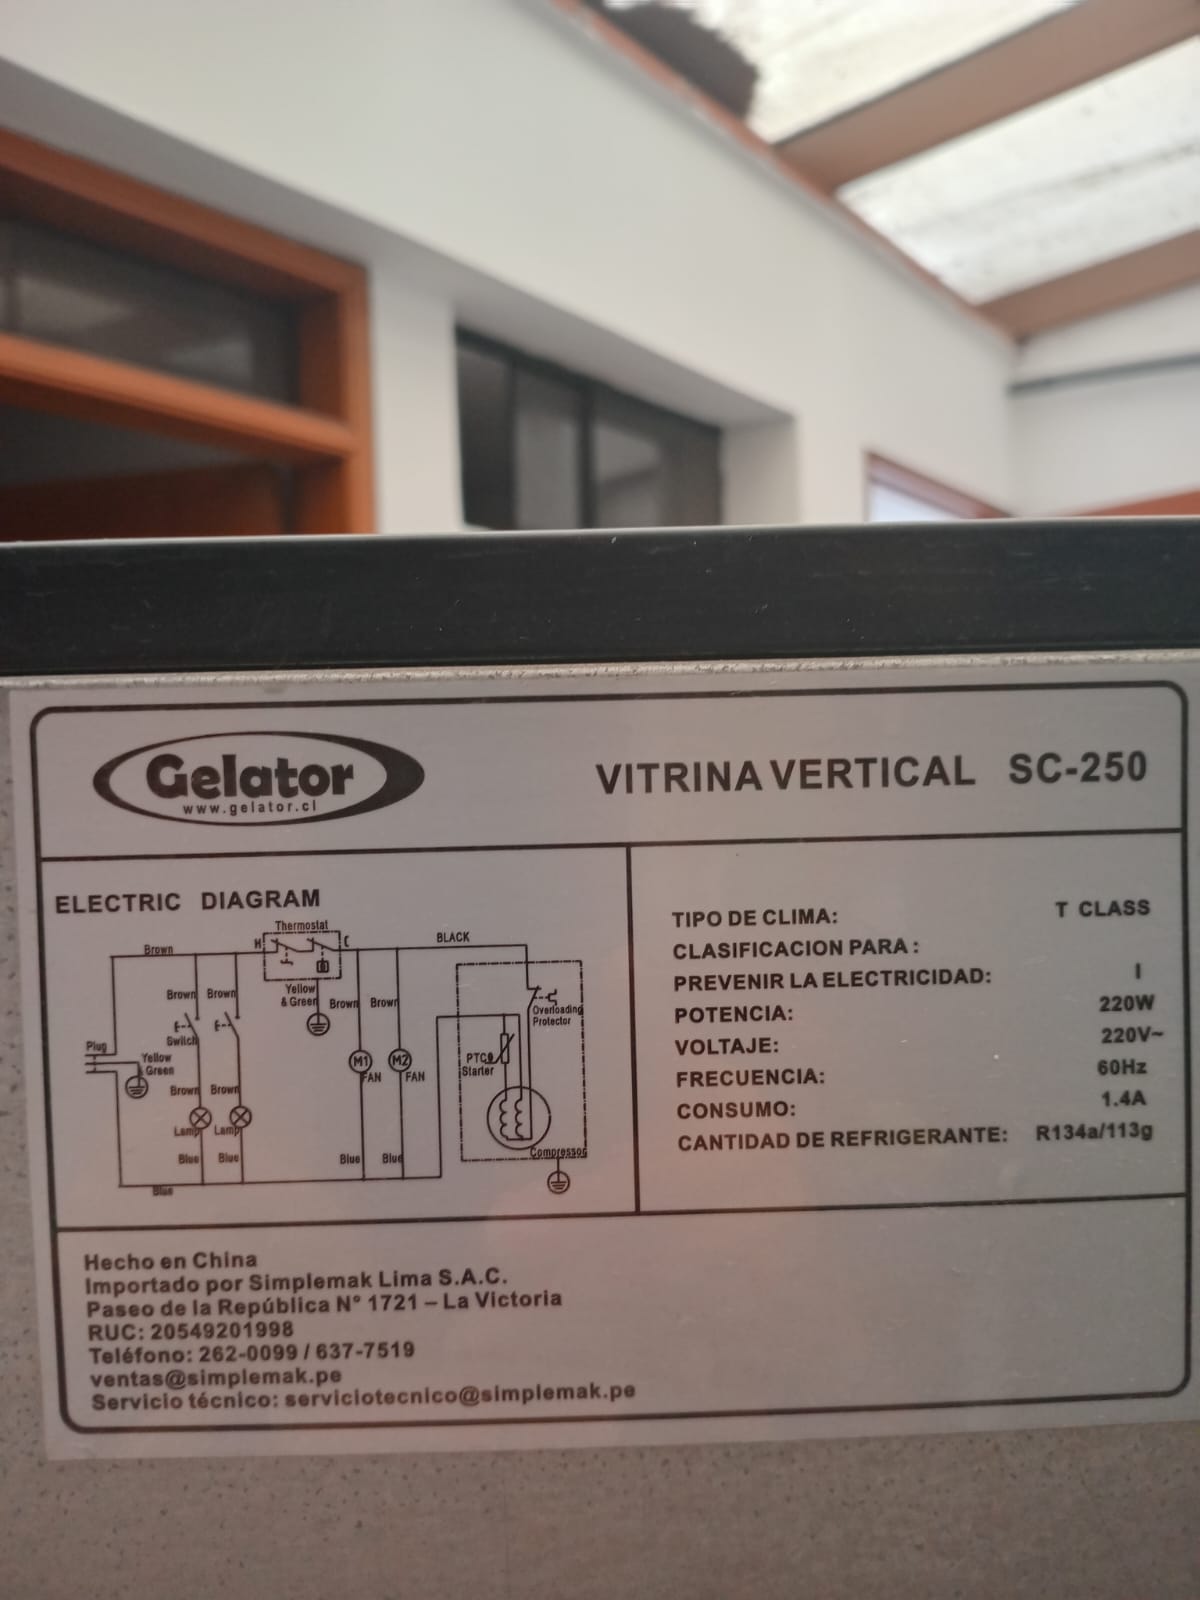 Gelator
www.gelator.cl
VITRINA VERTICAL SC-250
ELECTRIC DIAGRAM
Thermostat
Brown
H
C
BLACK
Brown Brown
Yellow
& Green
Brown Brown
Overloading
Protector
Switch
Plug
Yellow
Green
M1
M2
FAN
FAN
PTC
Starter
Brown Brown
Lamp Lamp
Blue Blue
Blue Blue
Compressor
Blue
TIPO DE CLIMA: T CLASS
CLASIFICACION PARA :
PREVENIR LA ELECTRICIDAD: I
POTENCIA: 220W
VOLTAJE: 220V~
FRECUENCIA: 60Hz
CONSUMO: 1.4A
CANTIDAD DE REFRIGERANTE: R134a/113g
Hecho en China
Importado por Simplemak Lima S.A.C.
Paseo de la República N° 1721 – La Victoria
RUC: 20549201998
Teléfono: 262-0099 / 637-7519
ventas@simplemak.pe
Servicio técnico: serviciotecnico@simplemak.pe